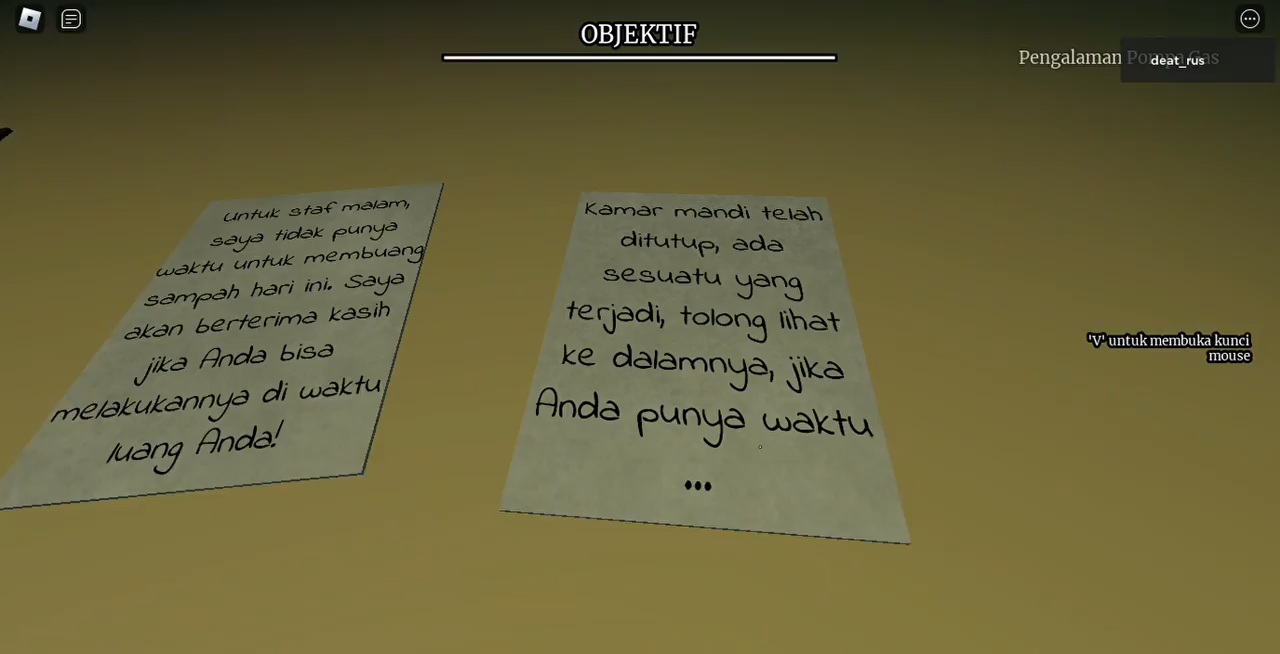 OBJEKTIF
Pengalaman Pompa Gas
deat_rus
untuk staf malam,
saya tidak punya
waktu untuk membuang
sampah hari ini. Saya
akan berterima kasih
jika Anda bisa
melakukannya di waktu
luang Anda!
Kamar mandi telah
ditutup, ada
sesuatu yang
terjadi, tolong lihat
ke dalamnya, jika
Anda punya waktu
...
'V' untuk membuka kunci
mouse